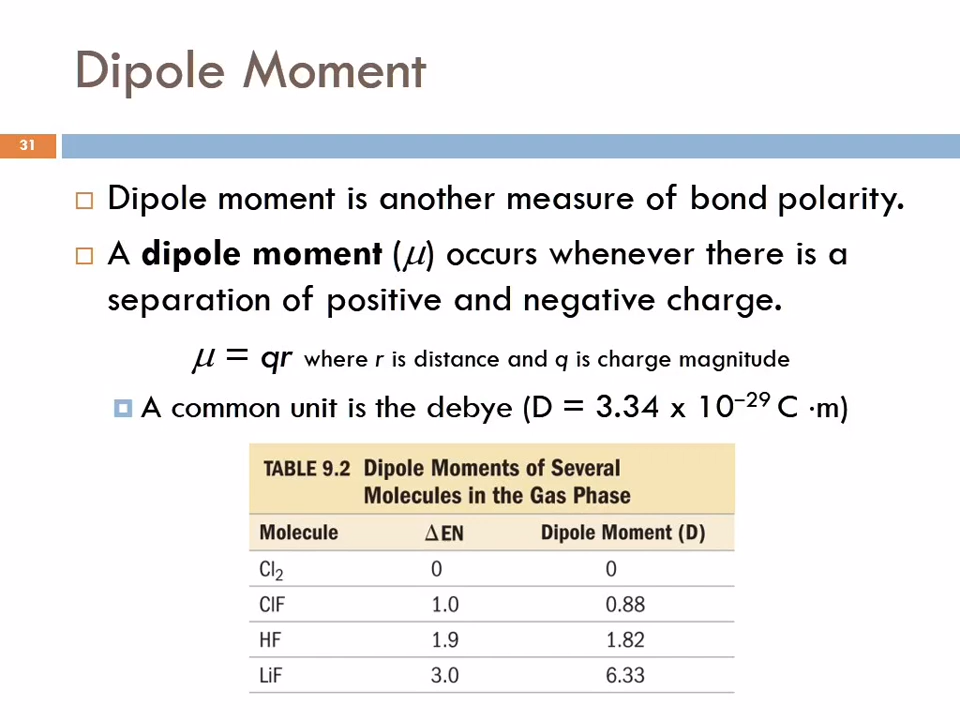 Dipole Moment
31
Dipole moment is another measure of bond polarity.
A dipole moment (μ) occurs whenever there is a
separation of positive and negative charge.
μ = qr where r is distance and q is charge magnitude
A common unit is the debye (D = 3.34 x 10⁻²⁹ C ·m)
TABLE 9.2 Dipole Moments of Several
Molecules in the Gas Phase
Molecule ΔEN Dipole Moment (D)
Cl₂ 0 0
ClF 1.0 0.88
HF 1.9 1.82
LiF 3.0 6.33